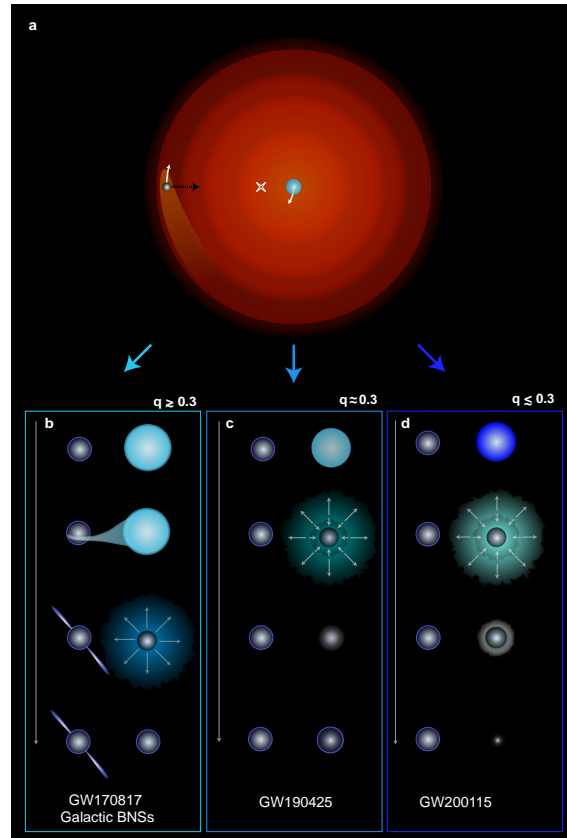 a
q ≳ 0.3
q ≈ 0.3
q ≲ 0.3
b
c
d
GW170817
Galactic BNSs
GW190425
GW200115